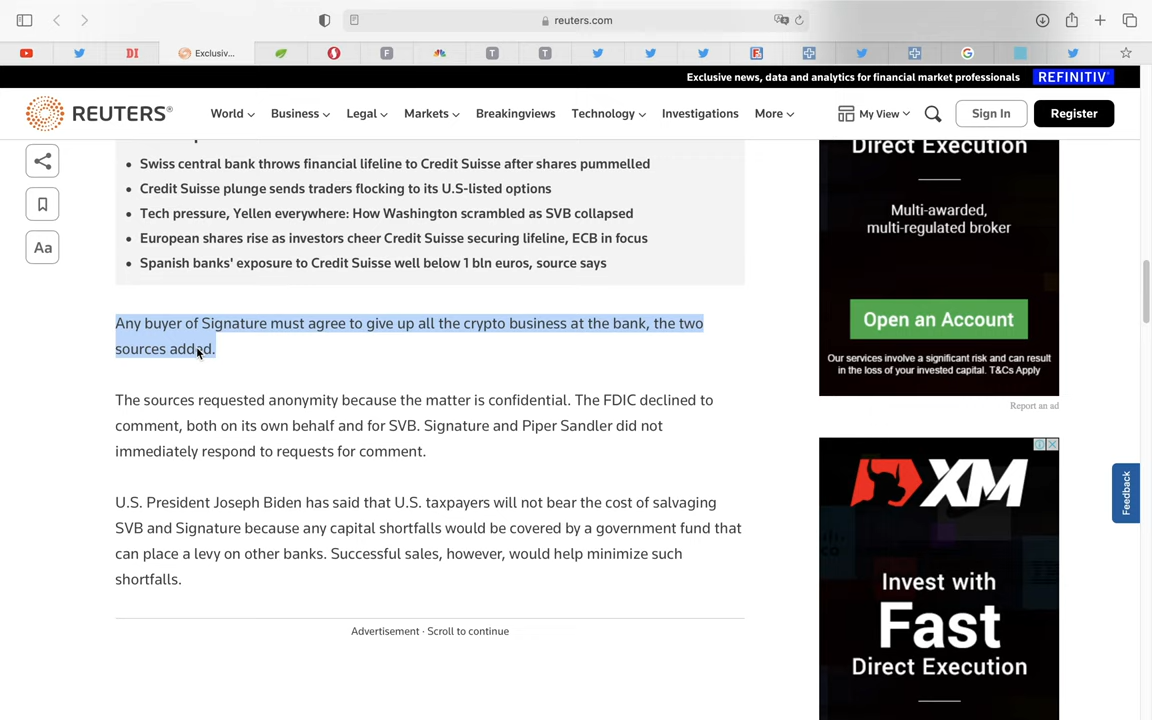 reuters.com
DI
Exclusiv...
F
T
T
F
G
Exclusive news, data and analytics for financial market professionals REFINITIV
REUTERS®
World Business Legal Markets Breakingviews Technology Investigations More
My View
Sign In
Register
Swiss central bank throws financial lifeline to Credit Suisse after shares pummelled
Credit Suisse plunge sends traders flocking to its U.S-listed options
Tech pressure, Yellen everywhere: How Washington scrambled as SVB collapsed
European shares rise as investors cheer Credit Suisse securing lifeline, ECB in focus
Spanish banks' exposure to Credit Suisse well below 1 bln euros, source says
Aa
Any buyer of Signature must agree to give up all the crypto business at the bank, the two
sources added.
The sources requested anonymity because the matter is confidential. The FDIC declined to
comment, both on its own behalf and for SVB. Signature and Piper Sandler did not
immediately respond to requests for comment.
U.S. President Joseph Biden has said that U.S. taxpayers will not bear the cost of salvaging
SVB and Signature because any capital shortfalls would be covered by a government fund that
can place a levy on other banks. Successful sales, however, would help minimize such
shortfalls.
Advertisement · Scroll to continue
Direct Execution
Multi-awarded,
multi-regulated broker
Open an Account
Our services involve a significant risk and can result
in the loss of your invested capital. T&Cs Apply
Report an ad
XM
Invest with
Fast
Direct Execution
Feedback